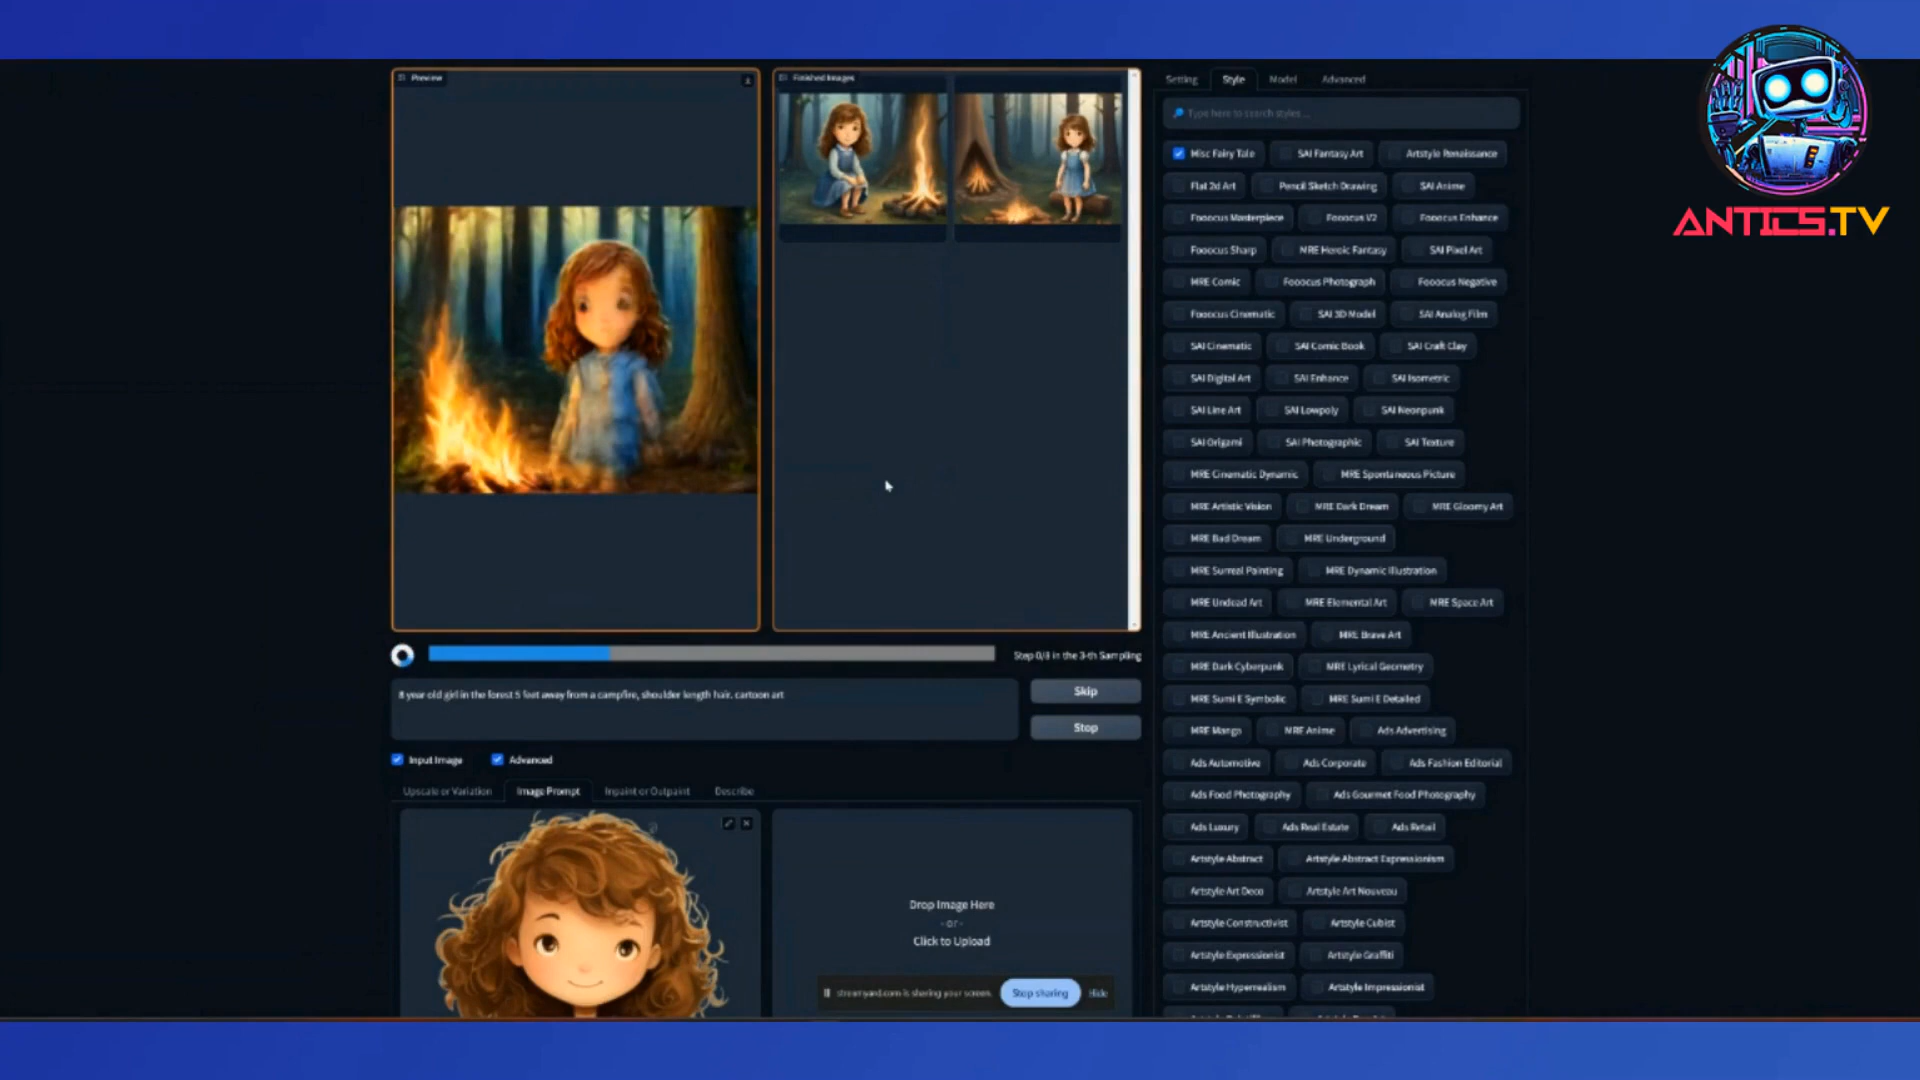 Preview
Finished Images
Setting Style Model Advanced
Type here to search styles ...
Misc Fairy Tale SAI Fantasy Art Artstyle Renaissance
Flat 2d Art Pencil Sketch Drawing SAI Anime
Fooocus Masterpiece Fooocus V2 Fooocus Enhance
Fooocus Sharp MRE Heroic Fantasy SAI Pixel Art
MRE Comic Fooocus Photograph Fooocus Negative
Fooocus Cinematic SAI 3D Model SAI Analog Film
SAI Cinematic SAI Comic Book SAI Craft Clay
SAI Digital Art SAI Enhance SAI Isometric
SAI Line Art SAI Lowpoly SAI Neonpunk
SAI Origami SAI Photographic SAI Texture
MRE Cinematic Dynamic MRE Spontaneous Picture
MRE Artistic Vision MRE Dark Dream MRE Gloomy Art
MRE Bad Dream MRE Underground
MRE Surreal Painting MRE Dynamic Illustration
MRE Undead Art MRE Elemental Art MRE Space Art
MRE Ancient Illustration MRE Brave Art
MRE Dark Cyberpunk MRE Lyrical Geometry
MRE Sumi E Symbolic MRE Sumi E Detailed
MRE Manga MRE Anime Ads Advertising
Ads Automotive Ads Corporate Ads Fashion Editorial
Ads Food Photography Ads Gourmet Food Photography
Ads Luxury Ads Real Estate Ads Retail
Artstyle Abstract Artstyle Abstract Expressionism
Artstyle Art Deco Artstyle Art Nouveau
Artstyle Constructivist Artstyle Cubist
Artstyle Expressionist Artstyle Graffiti
Artstyle Hyperrealism Artstyle Impressionist
Step 0/8 in the 3-th Sampling
8 year old girl in the forest 5 feet away from a campfire, shoulder length hair. cartoon art
Skip
Stop
Input Image Advanced
Upscale or Variation Image Prompt Inpaint or Outpaint Describe
Drop Image Here
- or -
Click to Upload
streamyard.com is sharing your screen. Stop sharing Hide
ANTICS.TV